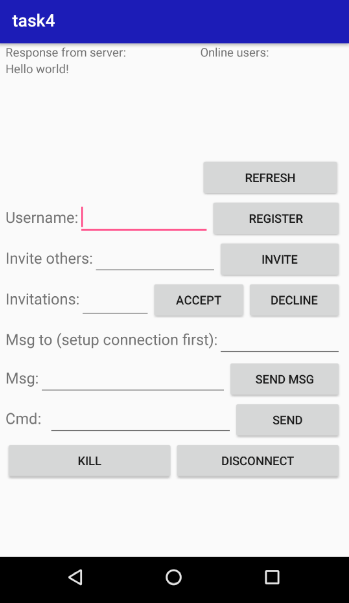 task4
Response from server:
Online users:
Hello world!
REFRESH
Username:
REGISTER
Invite others:
INVITE
Invitations:
ACCEPT
DECLINE
Msg to (setup connection first):
Msg:
SEND MSG
Cmd:
SEND
KILL
DISCONNECT